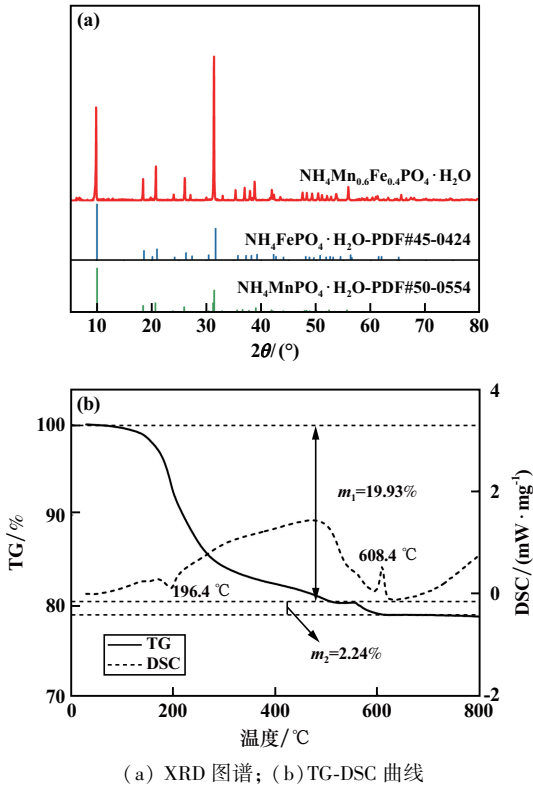 (a)
NH₄Mn₀.₆Fe₀.₄PO₄·H₂O
NH₄FePO₄·H₂O-PDF#45-0424
NH₄MnPO₄·H₂O-PDF#50-0554
10 20 30 40 50 60 70 80
2θ/(°)
(b)
100
90
80
70
TG/%
4
2
0
-2
DSC/(mW·mg⁻¹)
m₁=19.93%
608.4 ℃
196.4 ℃
m₂=2.24%
TG
DSC
0 200 400 600 800
温度/℃
(a) XRD 图谱; (b)TG-DSC 曲线